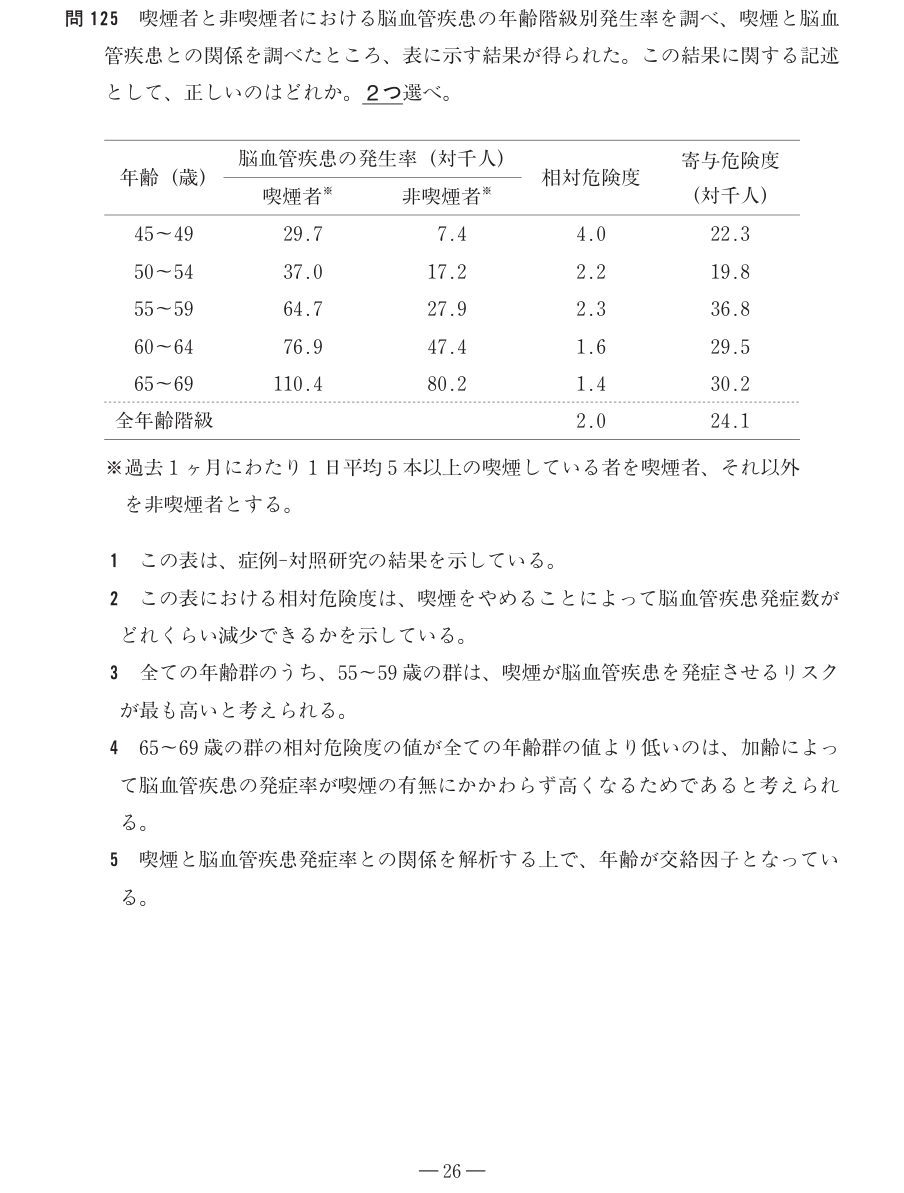 問 125　喫煙者と非喫煙者における脳血管疾患の年齢階級別発生率を調べ、喫煙と脳血
管疾患との関係を調べたところ、表に示す結果が得られた。この結果に関する記述
として、正しいのはどれか。２つ選べ。
年齢（歳） 脳血管疾患の発生率（対千人） 相対危険度 寄与危険度（対千人）
喫煙者※ 非喫煙者※
45～49 29.7 7.4 4.0 22.3
50～54 37.0 17.2 2.2 19.8
55～59 64.7 27.9 2.3 36.8
60～64 76.9 47.4 1.6 29.5
65～69 110.4 80.2 1.4 30.2
全年齢階級 2.0 24.1
※過去１ヶ月にわたり１日平均５本以上の喫煙している者を喫煙者、それ以外
を非喫煙者とする。
1　この表は、症例-対照研究の結果を示している。
2　この表における相対危険度は、喫煙をやめることによって脳血管疾患発症数が
どれくらい減少できるかを示している。
3　全ての年齢群のうち、55～59 歳の群は、喫煙が脳血管疾患を発症させるリスク
が最も高いと考えられる。
4　65～69 歳の群の相対危険度の値が全ての年齢群の値より低いのは、加齢によっ
て脳血管疾患の発症率が喫煙の有無にかかわらず高くなるためであると考えられ
る。
5　喫煙と脳血管疾患発症率との関係を解析する上で、年齢が交絡因子となってい
る。
― 26 ―